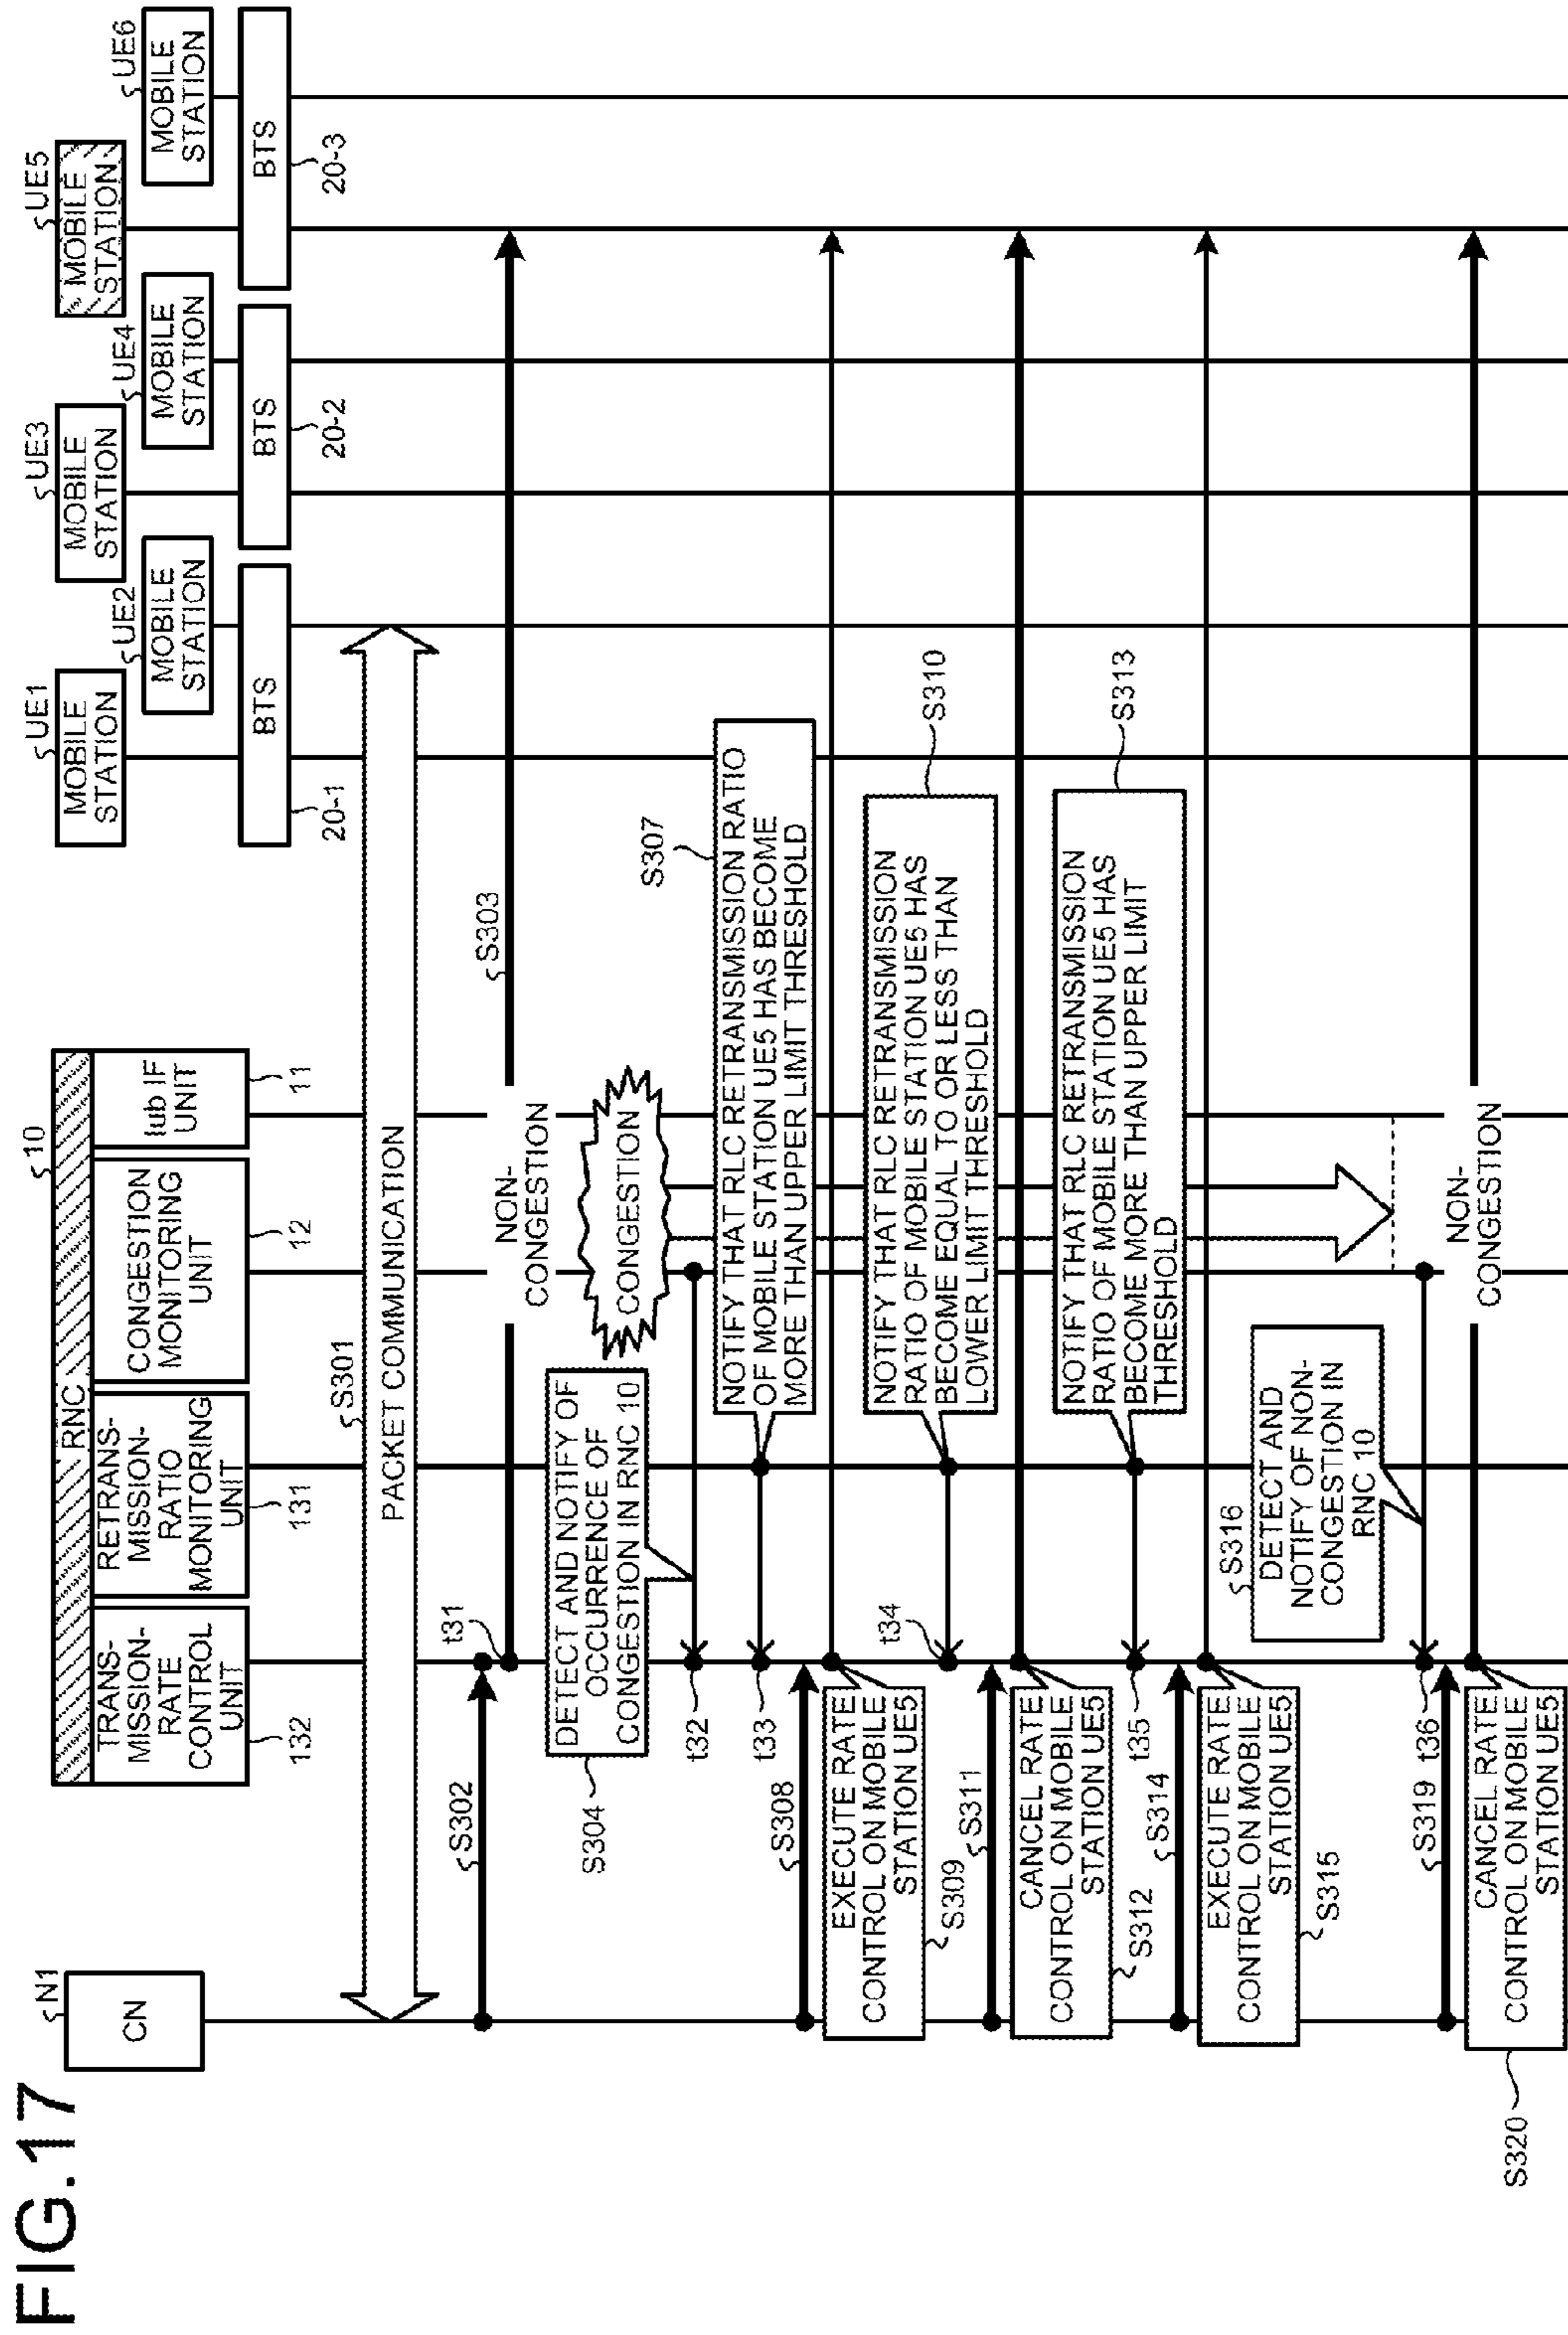 FIG.17
N1
CN
10
RNC
TRANS-
MISSION-
RATE
CONTROL
UNIT
132
RETRANS-
MISSION-
RATIO
MONITORING
UNIT
131
CONGESTION
MONITORING
UNIT
12
Iub IF
UNIT
11
UE1
MOBILE
STATION
UE2
MOBILE
STATION
BTS
20-1
UE3
MOBILE
STATION
UE4
MOBILE
STATION
BTS
20-2
UE5
MOBILE
STATION
UE6
MOBILE
STATION
BTS
20-3
S301
PACKET COMMUNICATION
S302
t31
NON-
CONGESTION
S303
S304
DETECT AND NOTIFY OF
OCCURRENCE OF
CONGESTION IN RNC 10
CONGESTION
t32
S307
NOTIFY THAT RLC RETRANSMISSION RATIO
OF MOBILE STATION UE5 HAS BECOME
MORE THAN UPPER LIMIT THRESHOLD
t33
S308
EXECUTE RATE
CONTROL ON MOBILE
STATION UE5
S309
S310
NOTIFY THAT RLC RETRANSMISSION
RATIO OF MOBILE STATION UE5 HAS
BECOME EQUAL TO OR LESS THAN
LOWER LIMIT THRESHOLD
t34
S311
CANCEL RATE
CONTROL ON MOBILE
STATION UE5
S312
S313
NOTIFY THAT RLC RETRANSMISSION
RATIO OF MOBILE STATION UE5 HAS
BECOME MORE THAN UPPER LIMIT
THRESHOLD
t35
S314
EXECUTE RATE
CONTROL ON MOBILE
STATION UE5
S315
S316
DETECT AND
NOTIFY OF NON-
CONGESTION IN
RNC 10
t36
S319
NON-
CONGESTION
CANCEL RATE
CONTROL ON MOBILE
STATION UE5
S320